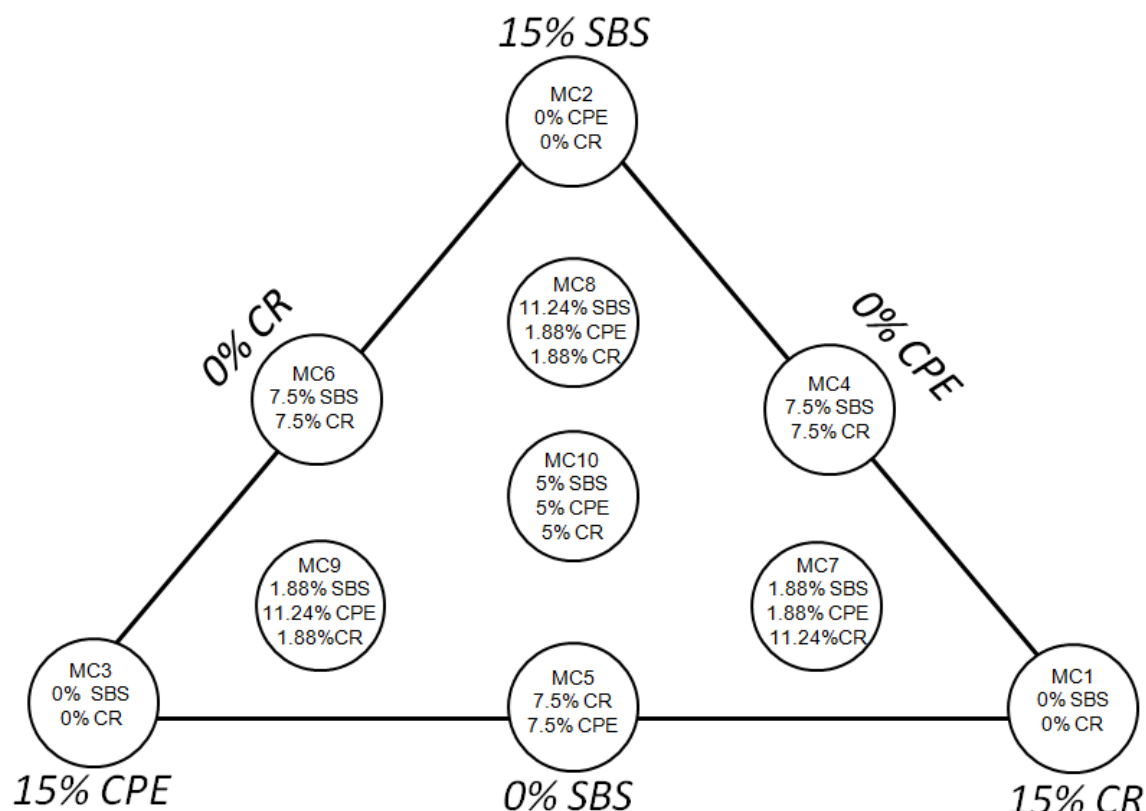 15% SBS
MC2
0% CPE
0% CR
MC8
11.24% SBS
1.88% CPE
1.88% CR
0% CR
0% CPE
MC6
7.5% SBS
7.5% CR
MC4
7.5% SBS
7.5% CR
MC10
5% SBS
5% CPE
5% CR
MC9
1.88% SBS
11.24% CPE
1.88%CR
MC7
1.88% SBS
1.88% CPE
11.24%CR
MC3
0% SBS
0% CR
MC5
7.5% CR
7.5% CPE
MC1
0% SBS
0% CR
15% CPE
0% SBS
15% CR